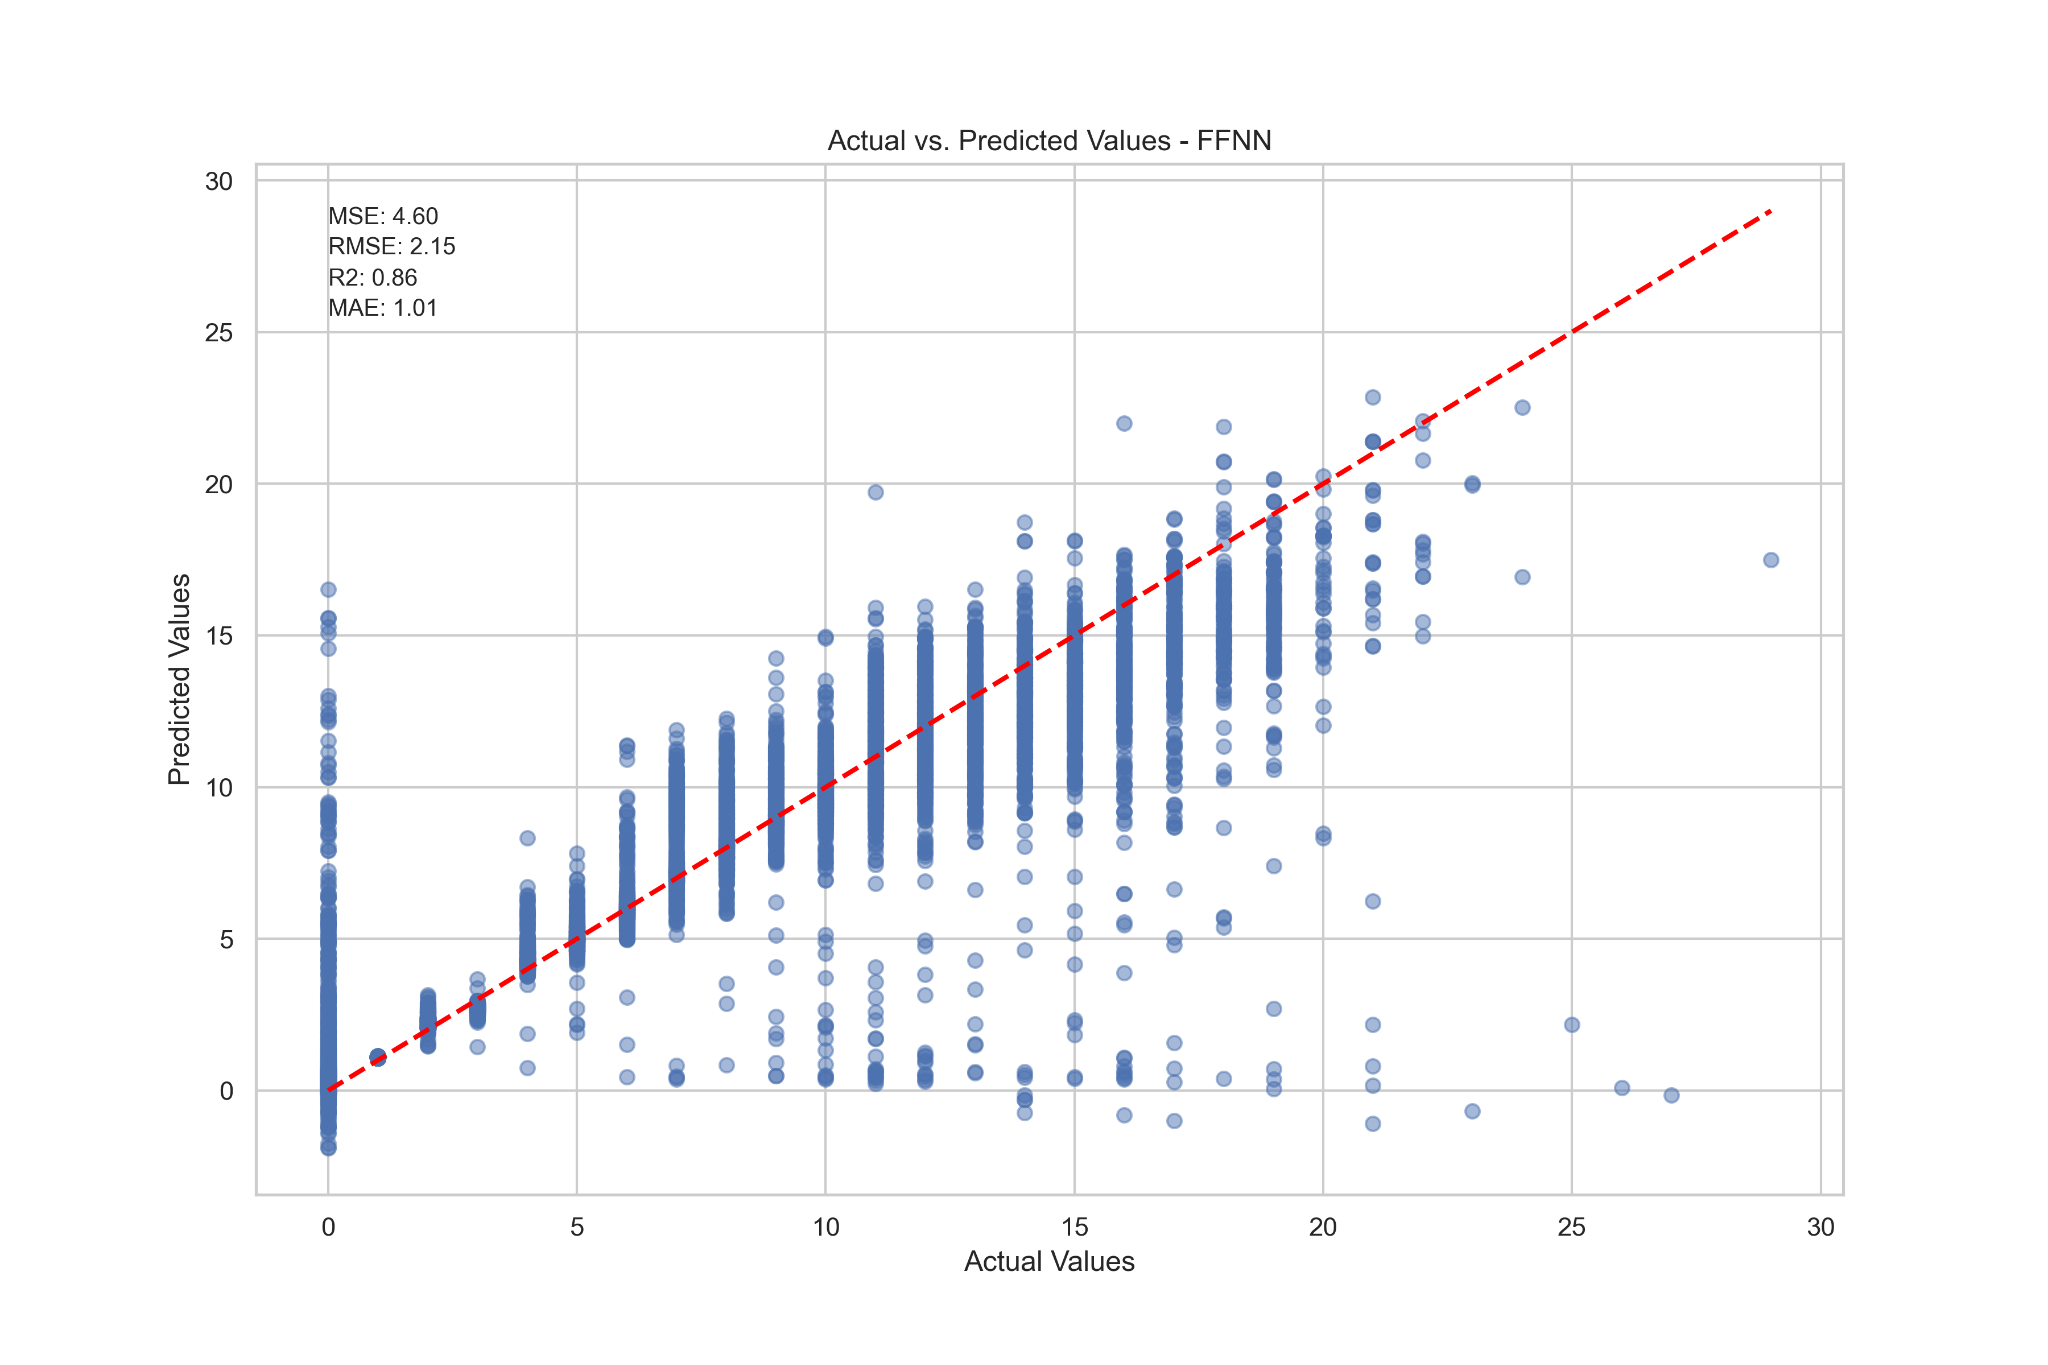 Actual vs. Predicted Values - FFNN
30
MSE: 4.60
RMSE: 2.15
R2: 0.86
MAE: 1.01
25
20
15
10
5
0
Predicted Values
0 5 10 15 20 25 30
Actual Values